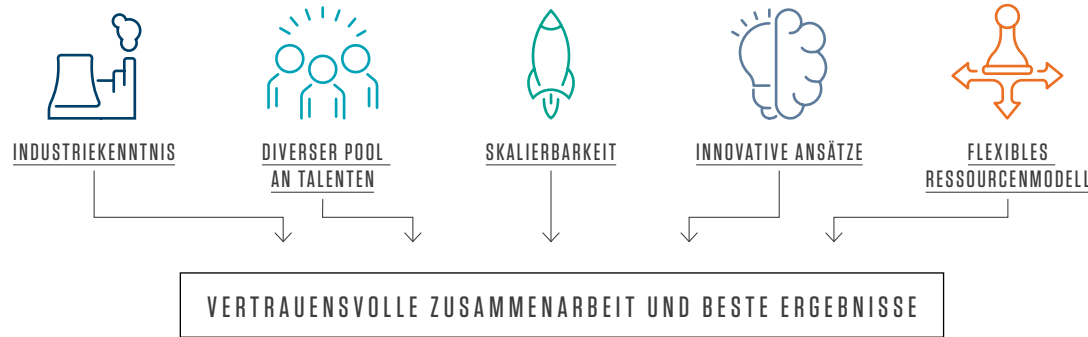 INDUSTRIEKENNTNIS
DIVERSER POOL
AN TALENTEN
SKALIERBARKEIT
INNOVATIVE ANSÄTZE
FLEXIBLES
RESSOURCENMODELL
VERTRAUENSVOLLE ZUSAMMENARBEIT UND BESTE ERGEBNISSE